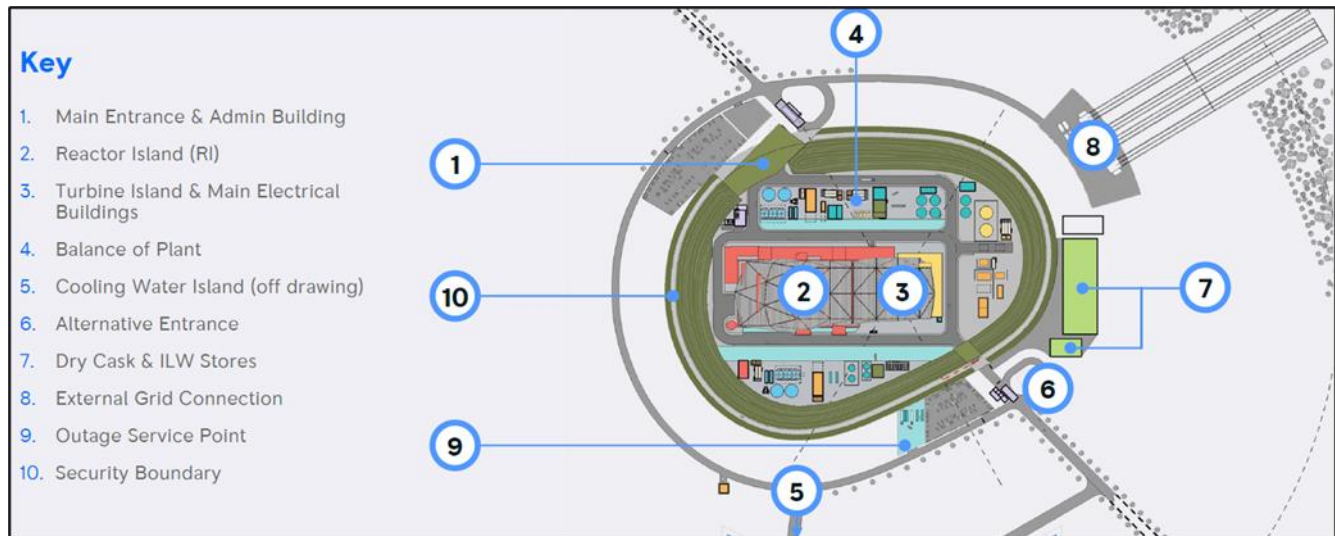 Key
1. Main Entrance & Admin Building
2. Reactor Island (RI)
3. Turbine Island & Main Electrical
Buildings
4. Balance of Plant
5. Cooling Water Island (off drawing)
6. Alternative Entrance
7. Dry Cask & ILW Stores
8. External Grid Connection
9. Outage Service Point
10. Security Boundary
4
8
1
2
3
7
10
6
9
5